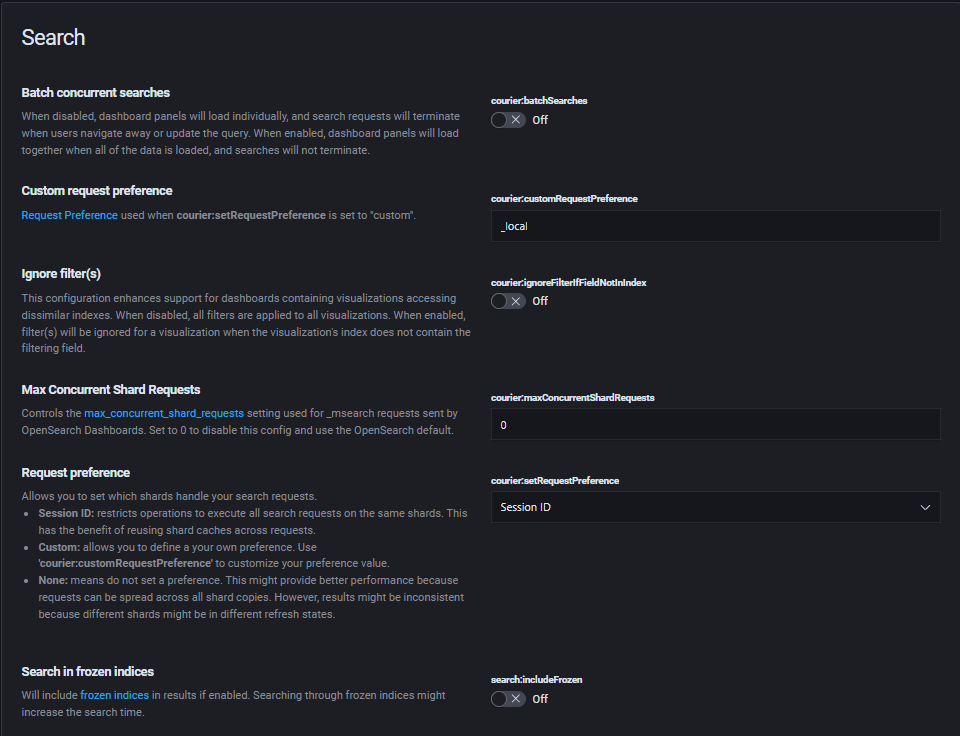 Search
Batch concurrent searches
When disabled, dashboard panels will load individually, and search requests will terminate
when users navigate away or update the query. When enabled, dashboard panels will load
together when all of the data is loaded, and searches will not terminate.
courier:batchSearches
Off
Custom request preference
Request Preference used when courier:setRequestPreference is set to "custom".
courier:customRequestPreference
_local
Ignore filter(s)
This configuration enhances support for dashboards containing visualizations accessing
dissimilar indexes. When disabled, all filters are applied to all visualizations. When enabled,
filter(s) will be ignored for a visualization when the visualization's index does not contain the
filtering field.
courier:ignoreFilterIfFieldNotInIndex
Off
Max Concurrent Shard Requests
Controls the max_concurrent_shard_requests setting used for _msearch requests sent by
OpenSearch Dashboards. Set to 0 to disable this config and use the OpenSearch default.
courier:maxConcurrentShardRequests
0
Request preference
Allows you to set which shards handle your search requests.
• Session ID: restricts operations to execute all search requests on the same shards. This
has the benefit of reusing shard caches across requests.
• Custom: allows you to define a your own preference. Use
'courier:customRequestPreference' to customize your preference value.
• None: means do not set a preference. This might provide better performance because
requests can be spread across all shard copies. However, results might be inconsistent
because different shards might be in different refresh states.
courier:setRequestPreference
Session ID
Search in frozen indices
Will include frozen indices in results if enabled. Searching through frozen indices might
increase the search time.
search:includeFrozen
Off